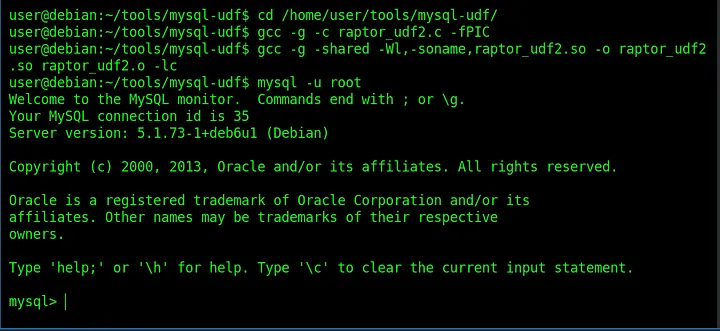 user@debian:~/tools/mysql-udf$ cd /home/user/tools/mysql-udf/
user@debian:~/tools/mysql-udf$ gcc -g -c raptor_udf2.c -fPIC
user@debian:~/tools/mysql-udf$ gcc -g -shared -Wl,-soname,raptor_udf2.so -o raptor_udf2
.so raptor_udf2.o -lc
user@debian:~/tools/mysql-udf$ mysql -u root
Welcome to the MySQL monitor.  Commands end with ; or \g.
Your MySQL connection id is 35
Server version: 5.1.73-1+deb6u1 (Debian)
Copyright (c) 2000, 2013, Oracle and/or its affiliates. All rights reserved.
Oracle is a registered trademark of Oracle Corporation and/or its
affiliates. Other names may be trademarks of their respective
owners.
Type 'help;' or '\h' for help. Type '\c' to clear the current input statement.
mysql>